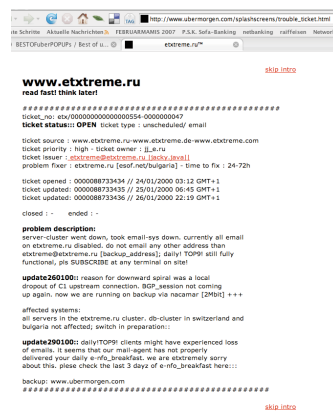 http://www.ubermorgen.com/splashscreens/trouble_ticket.html
te Schritte Aktuelle Nachrichten FEBRUARMAMIS 2007 P.S.K. Sofa-Banking netbanking raiffeisen Networ
BESTOFuberPOPUPs / Best of u... etxtreme.ru™
skip intro
www.etxtreme.ru
read fast! think later!
################################################
ticket_no: etx/00000000000000554-0000000047
ticket status::: OPEN ticket type : unscheduled/ email
ticket source : www.etxtreme-ru.www-etxtreme.de-www-etxtreme.com
ticket priority : high - ticket owner : jj_e.ru
ticket issuer : etxtreme@etxtreme.ru [jacky.java]]
problem fixer : etxtreme.ru [esof.net/bulgaria] - time to fix : 24-72h
ticket opened : 0000088733434 // 24/01/2000 03:12 GMT+1
ticket updated: 0000088733435 // 25/01/2000 06:45 GMT+1
ticket updated: 0000088733436 // 26/01/2000 22:19 GMT+1
closed : - ended : -
problem description:
server-cluster went down, took email-sys down. currently all email
on etxtreme.ru disabled. do not email any other address than
etxtreme@etxtreme.ru [backup_address]; daily! TOP9! still fully
functional, pls SUBSCRIBE at any terminal on site!
update260100:: reason for downward spiral was a local
dropout of C1 upstream connection. BGP_session not coming
up again. now we are running on backup via nacamar [2Mbit] +++
affected systems:
all servers in the etxtreme.ru cluster. db-cluster in switzerland and
bulgaria not affected; switch in preparation::
update290100:: daily!TOP9! clients might have experienced loss
of emails. it seems that our mail-agent has not properly
delivered your daily e-nfo_breakfast. we are etxtremely sorry
about this. plese check the last 3 dayz of e-nfo_breakfast here:::
backup: www.ubermorgen.com
##############################################
skip intro